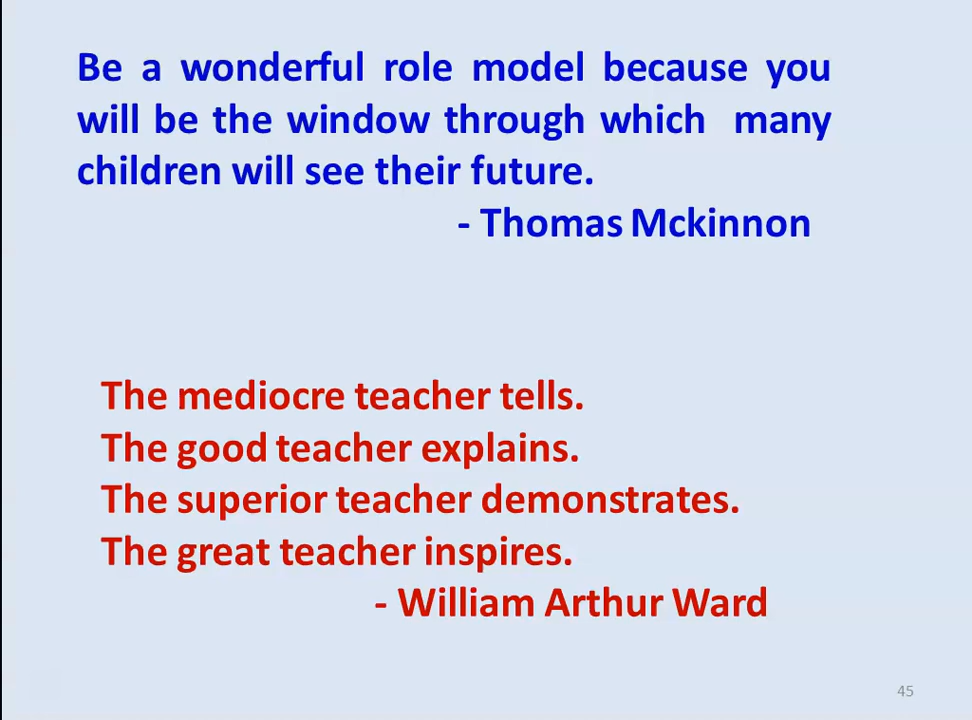 Be a wonderful role model because you
will be the window through which many
children will see their future.
- Thomas Mckinnon
The mediocre teacher tells.
The good teacher explains.
The superior teacher demonstrates.
The great teacher inspires.
- William Arthur Ward
45